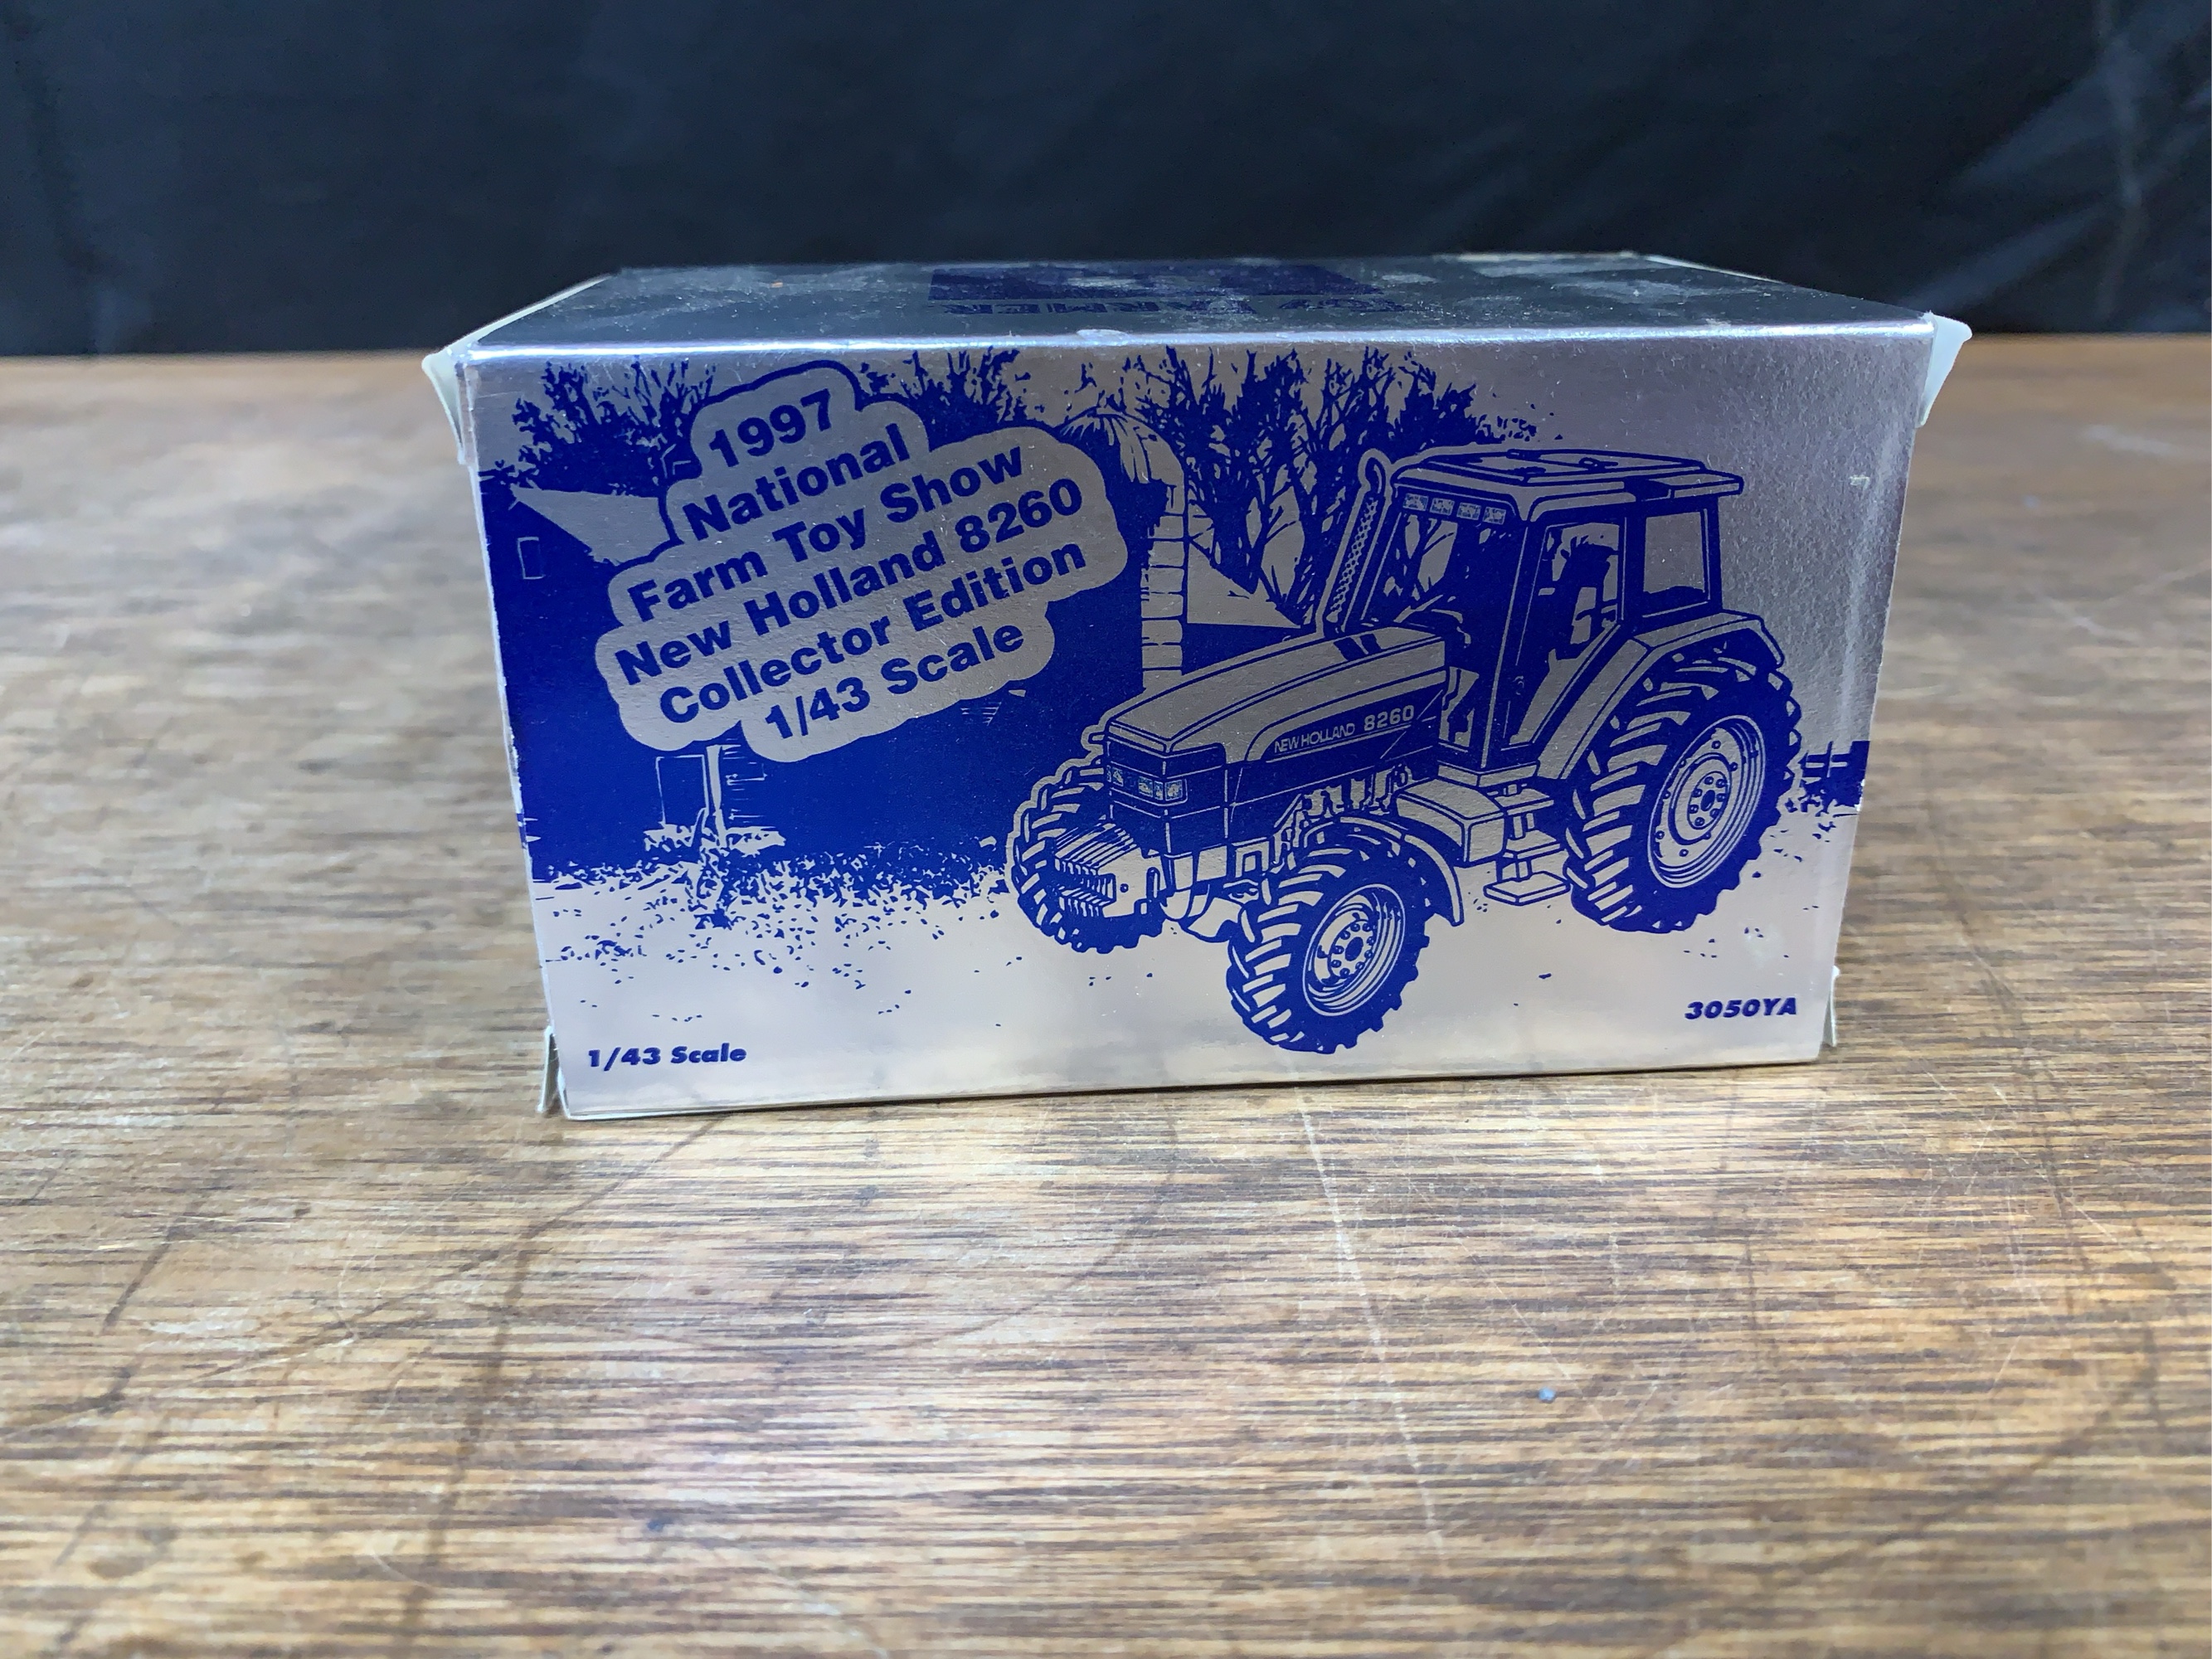 1997
National
Farm Toy Show
New Holland 8260
Collector Edition
1/43 Scale
NEW HOLLAND 8260
3050YA
1/43 Scale